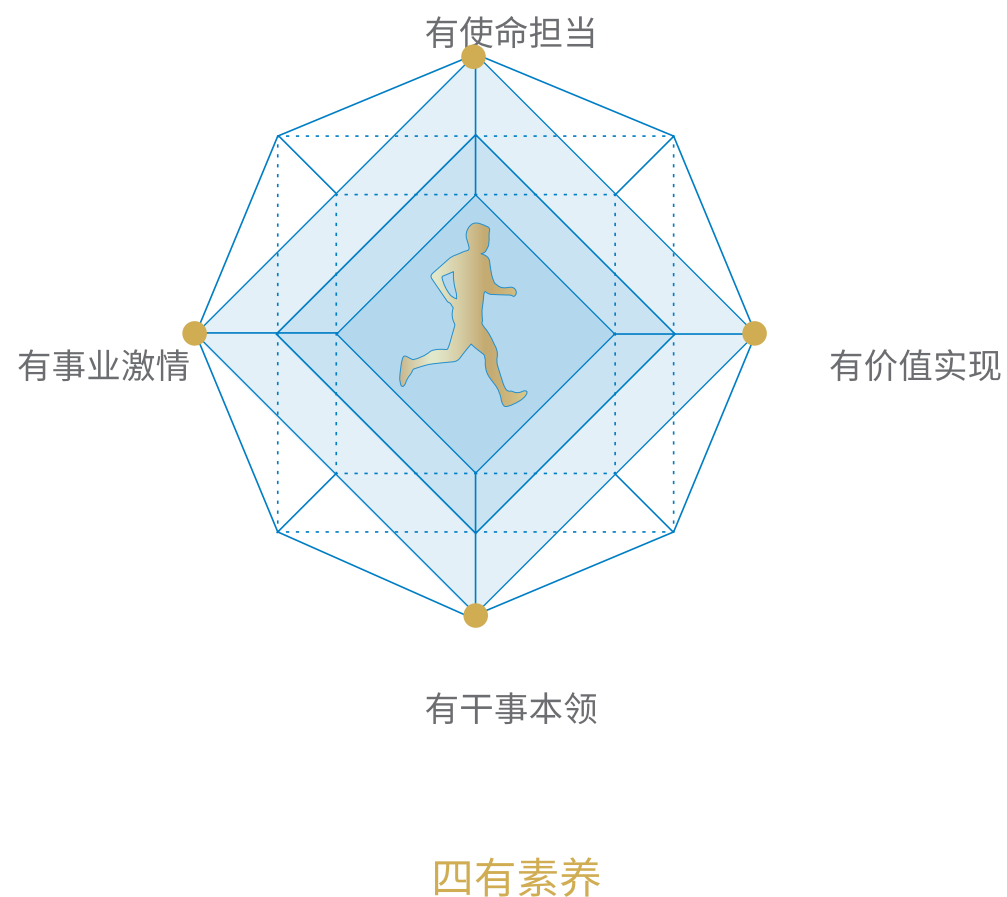 有使命担当
有事业激情
有价值实现
有干事本领
四有素养